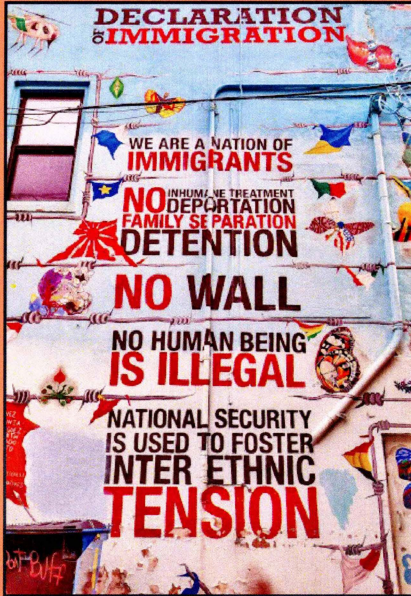 DECLARATION
OF IMMIGRATION
WE ARE A NATION OF
IMMIGRANTS
NO INHUMANE TREATMENT
DEPORTATION
FAMILY SEPARATION
DETENTION
NO WALL
NO HUMAN BEING
IS ILLEGAL
NATIONAL SECURITY
IS USED TO FOSTER
INTER ETHNIC
TENSION